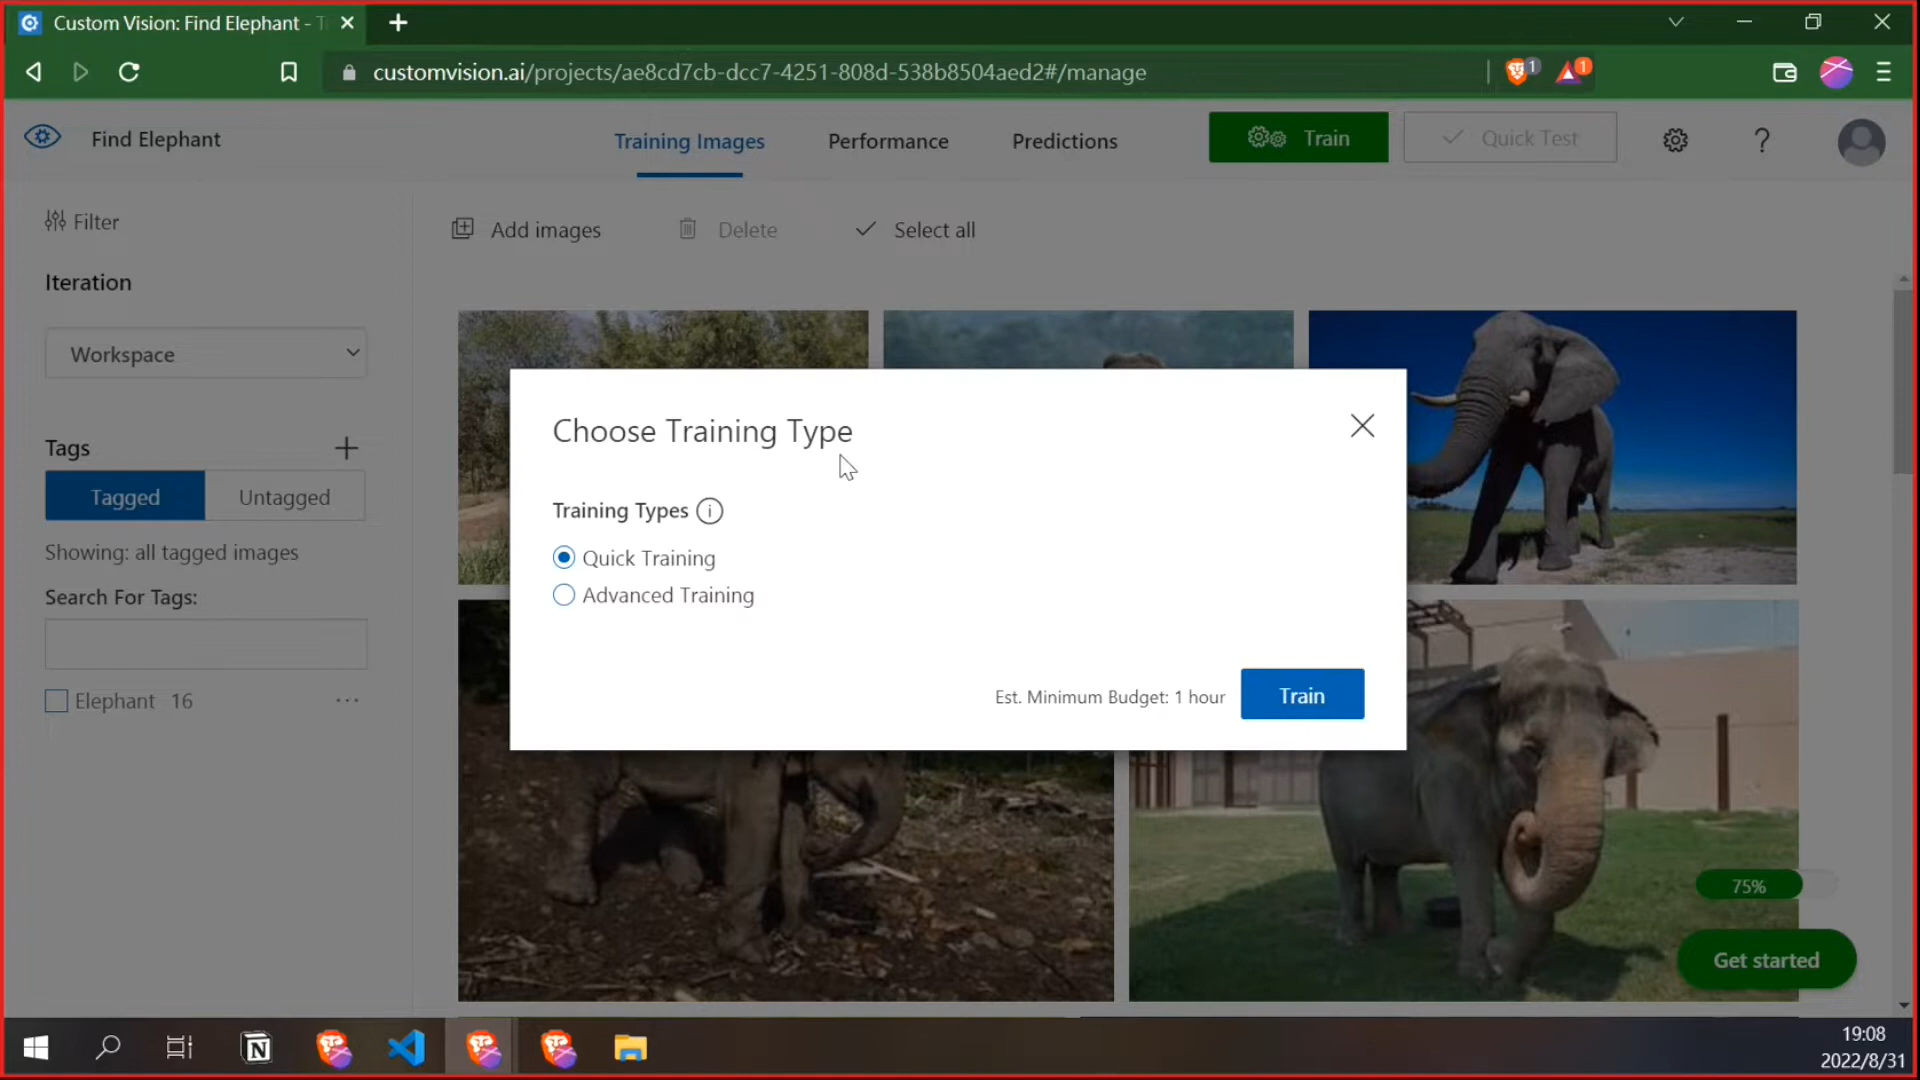 Custom Vision: Find Elephant - T
customvision.ai/projects/ae8cd7cb-dcc7-4251-808d-538b8504aed2#/manage
1
1
Find Elephant
Training Images
Performance
Predictions
Train
Quick Test
?
Filter
Add images
Delete
Select all
Iteration
Workspace
Tags
Tagged
Untagged
Showing: all tagged images
Search For Tags:
Elephant 16
Choose Training Type
Training Types
Quick Training
Advanced Training
Est. Minimum Budget: 1 hour
Train
75%
Get started
19:08
2022/8/31